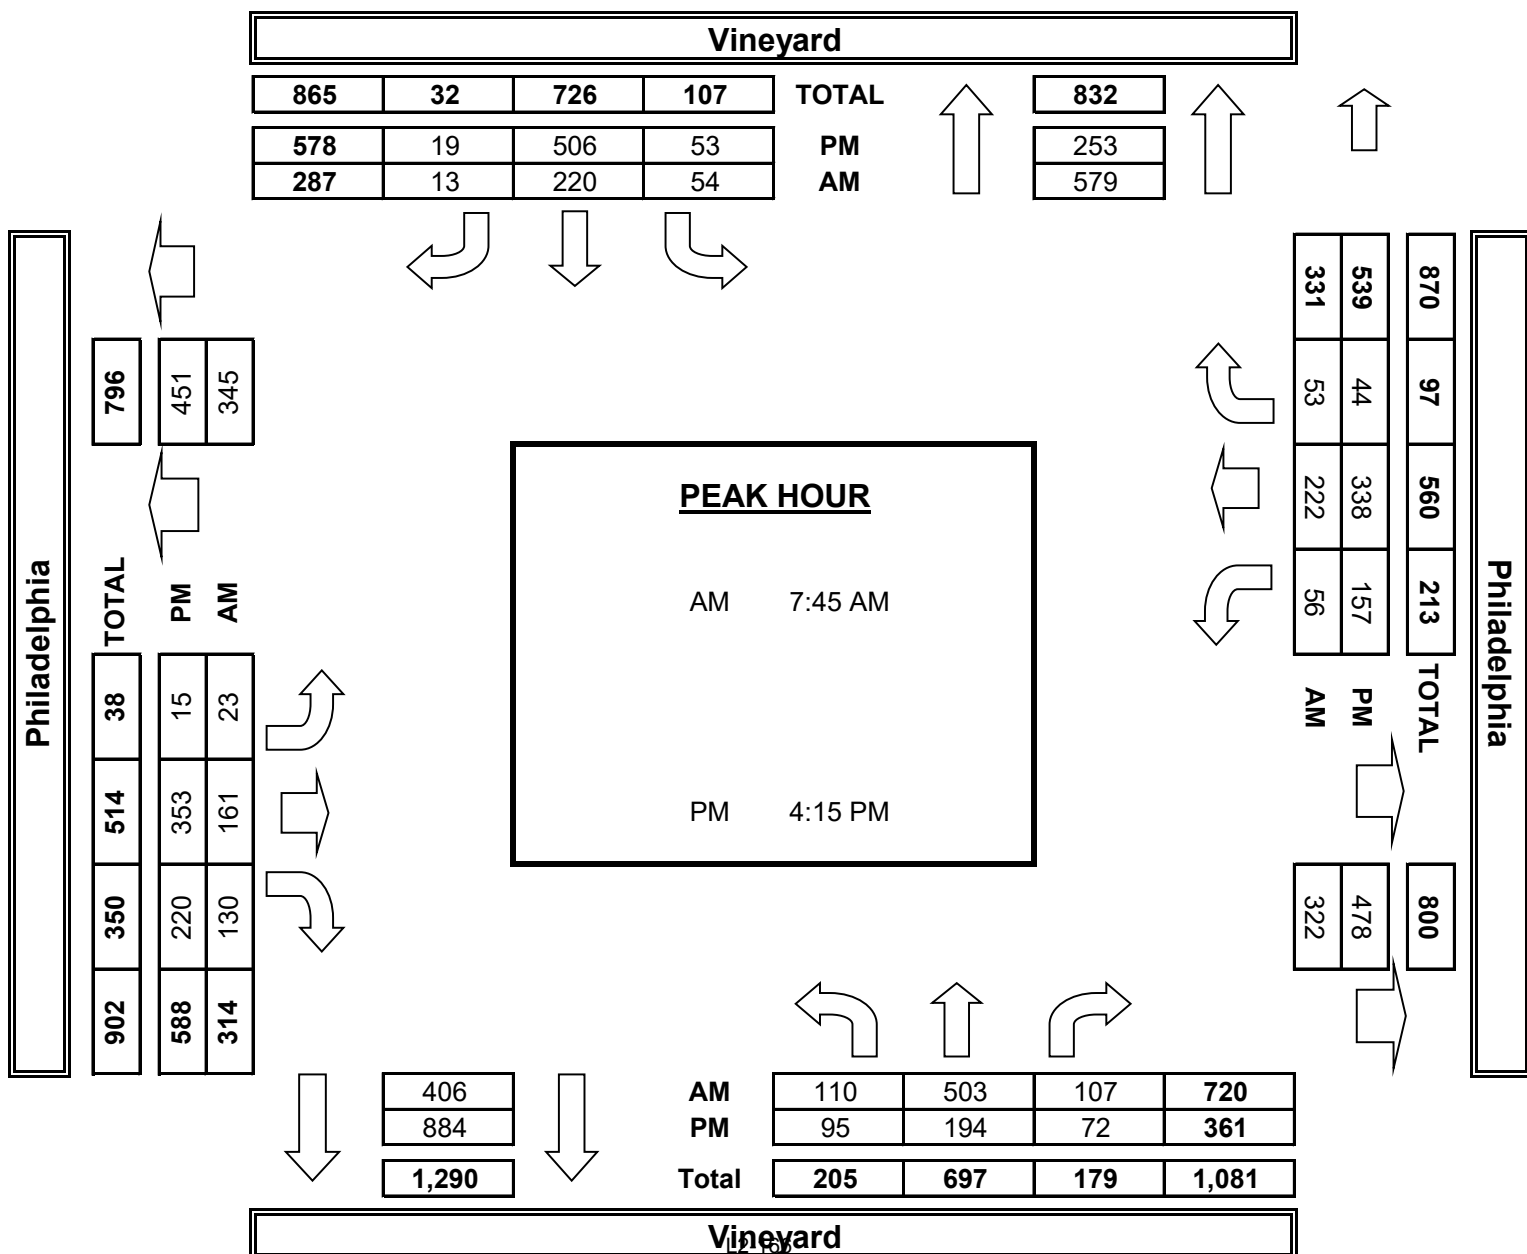 Vineyard
865 32 726 107 TOTAL 832
578 19 506 53 PM 253
287 13 220 54 AM 579
Philadelphia
796
451
345
TOTAL
PM
AM
38 514 350 902
15 353 220 588
23 161 130 314
PEAK HOUR
AM 7:45 AM
PM 4:15 PM
870 97 560 213 TOTAL 800
539 44 338 157 PM 478
331 53 222 56 AM 322
Philadelphia
406 AM 110 503 107 720
884 PM 95 194 72 361
1,290 Total 205 697 179 1,081
Vineyard
L2-166